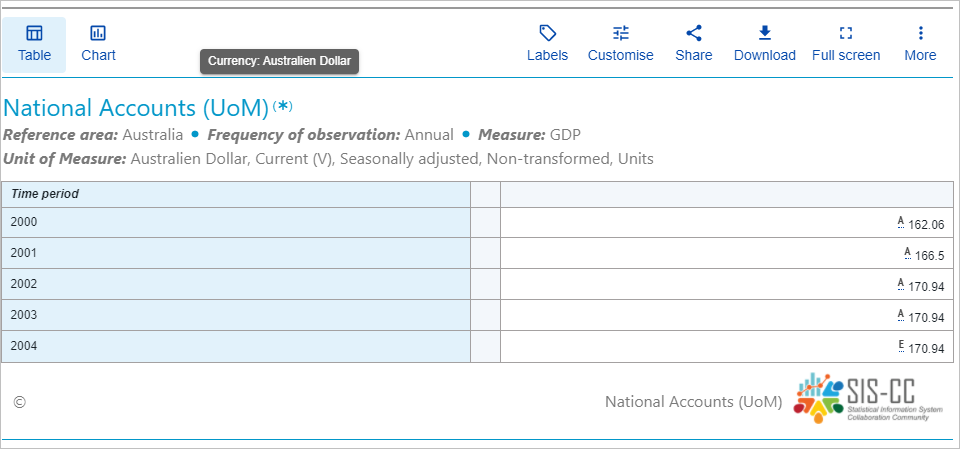 Table Chart Labels Customise Share Download Full screen More
Currency: Australien Dollar
National Accounts (UoM) (*)
Reference area: Australia • Frequency of observation: Annual • Measure: GDP
Unit of Measure: Australien Dollar, Current (V), Seasonally adjusted, Non-transformed, Units
Time period
2000 A 162.06
2001 A 166.5
2002 A 170.94
2003 A 170.94
2004 E 170.94
© National Accounts (UoM) SIS-CC
Statistical Information System
Collaboration Community